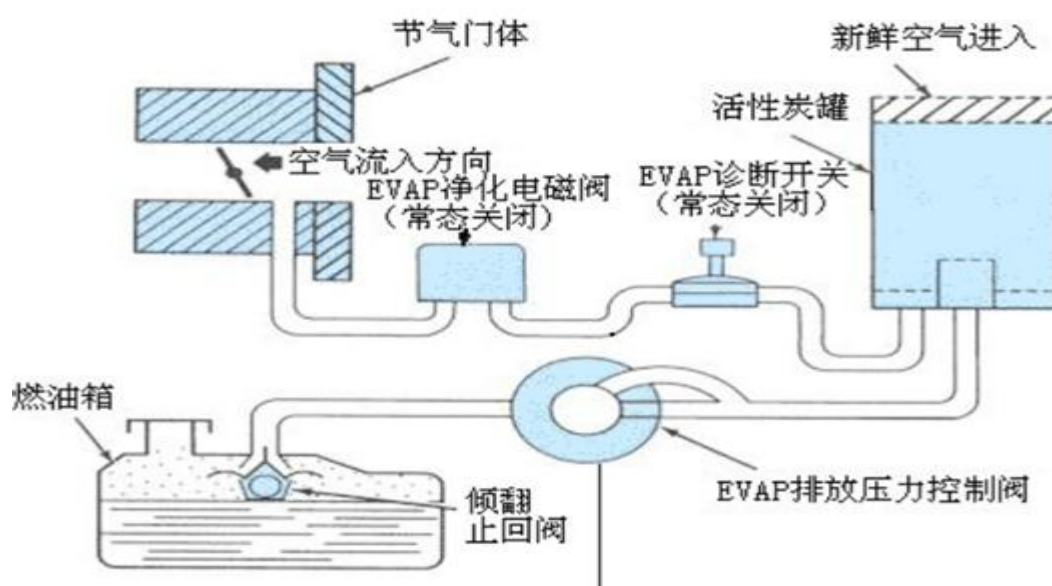 节气门体
新鲜空气进入
活性炭罐
空气流入方向
EVAP净化电磁阀
（常态关闭）
EVAP诊断开关
（常态关闭）
燃油箱
EVAP排放压力控制阀
倾翻
止回阀